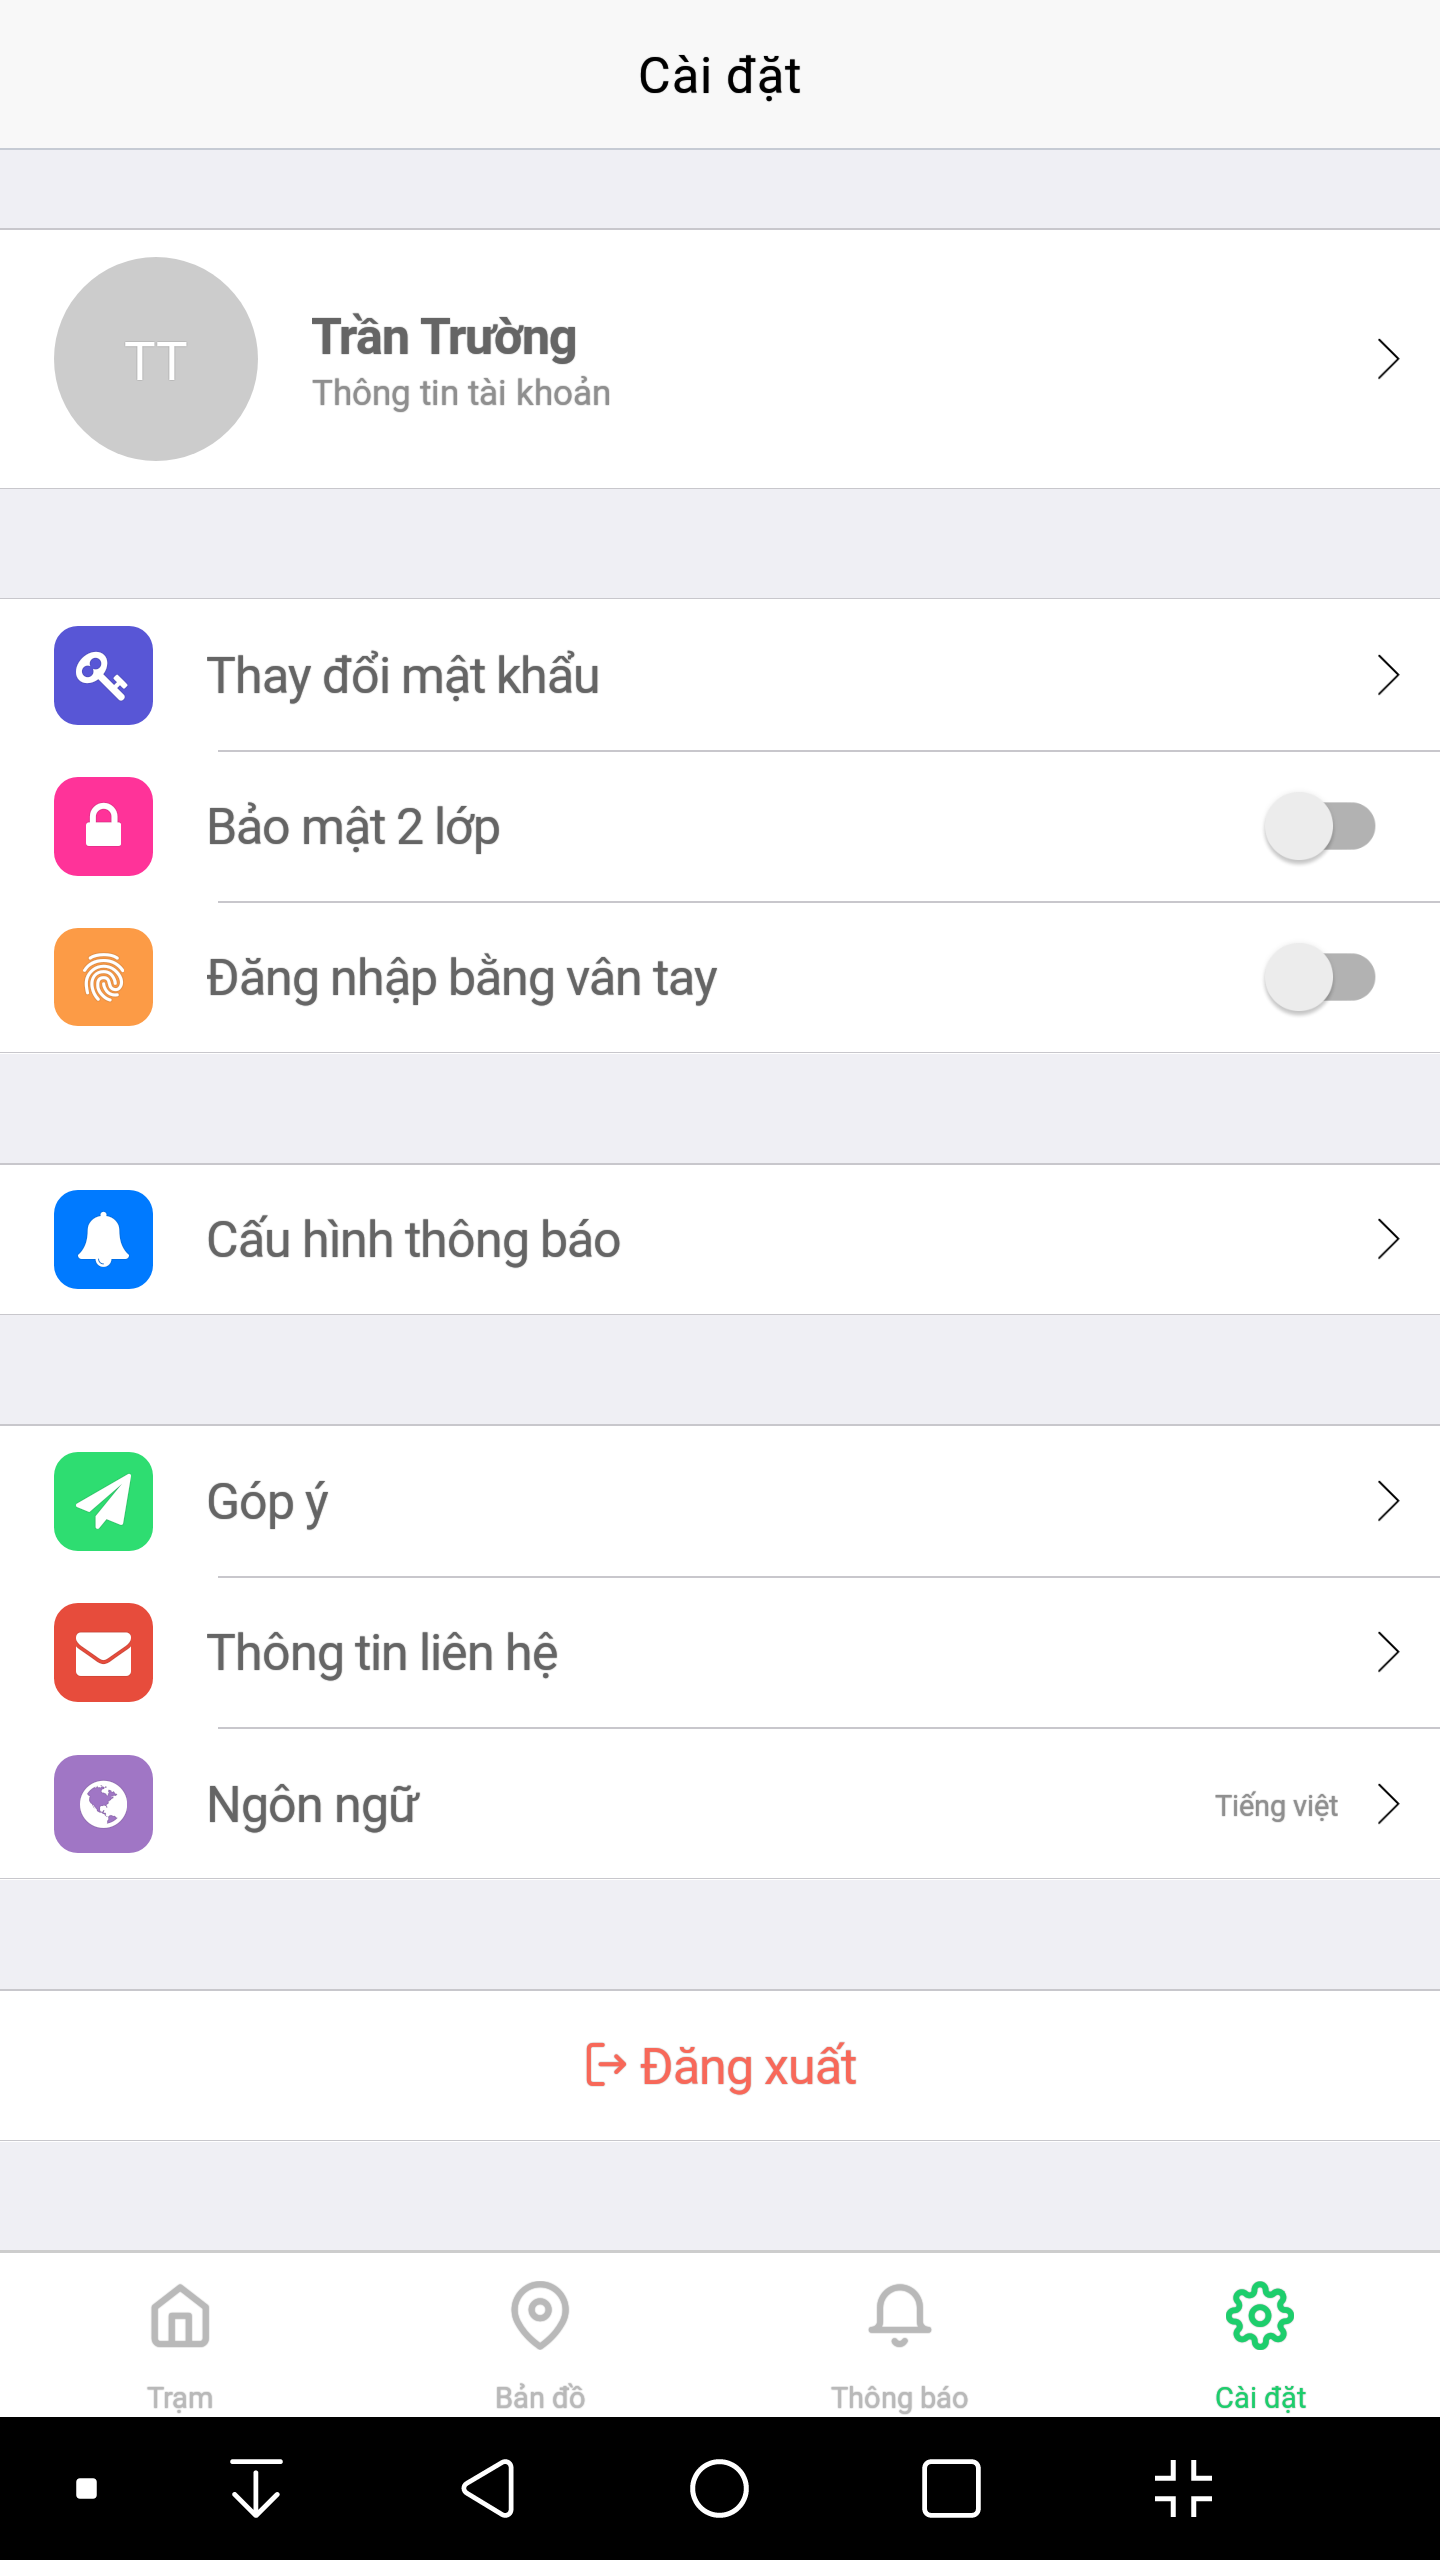 Cài đặt
TT
Trần Trường
Thông tin tài khoản
Thay đổi mật khẩu
Bảo mật 2 lớp
Đăng nhập bằng vân tay
Cấu hình thông báo
Góp ý
Thông tin liên hệ
Ngôn ngữ
Tiếng việt
Đăng xuất
Trạm
Bản đồ
Thông báo
Cài đặt